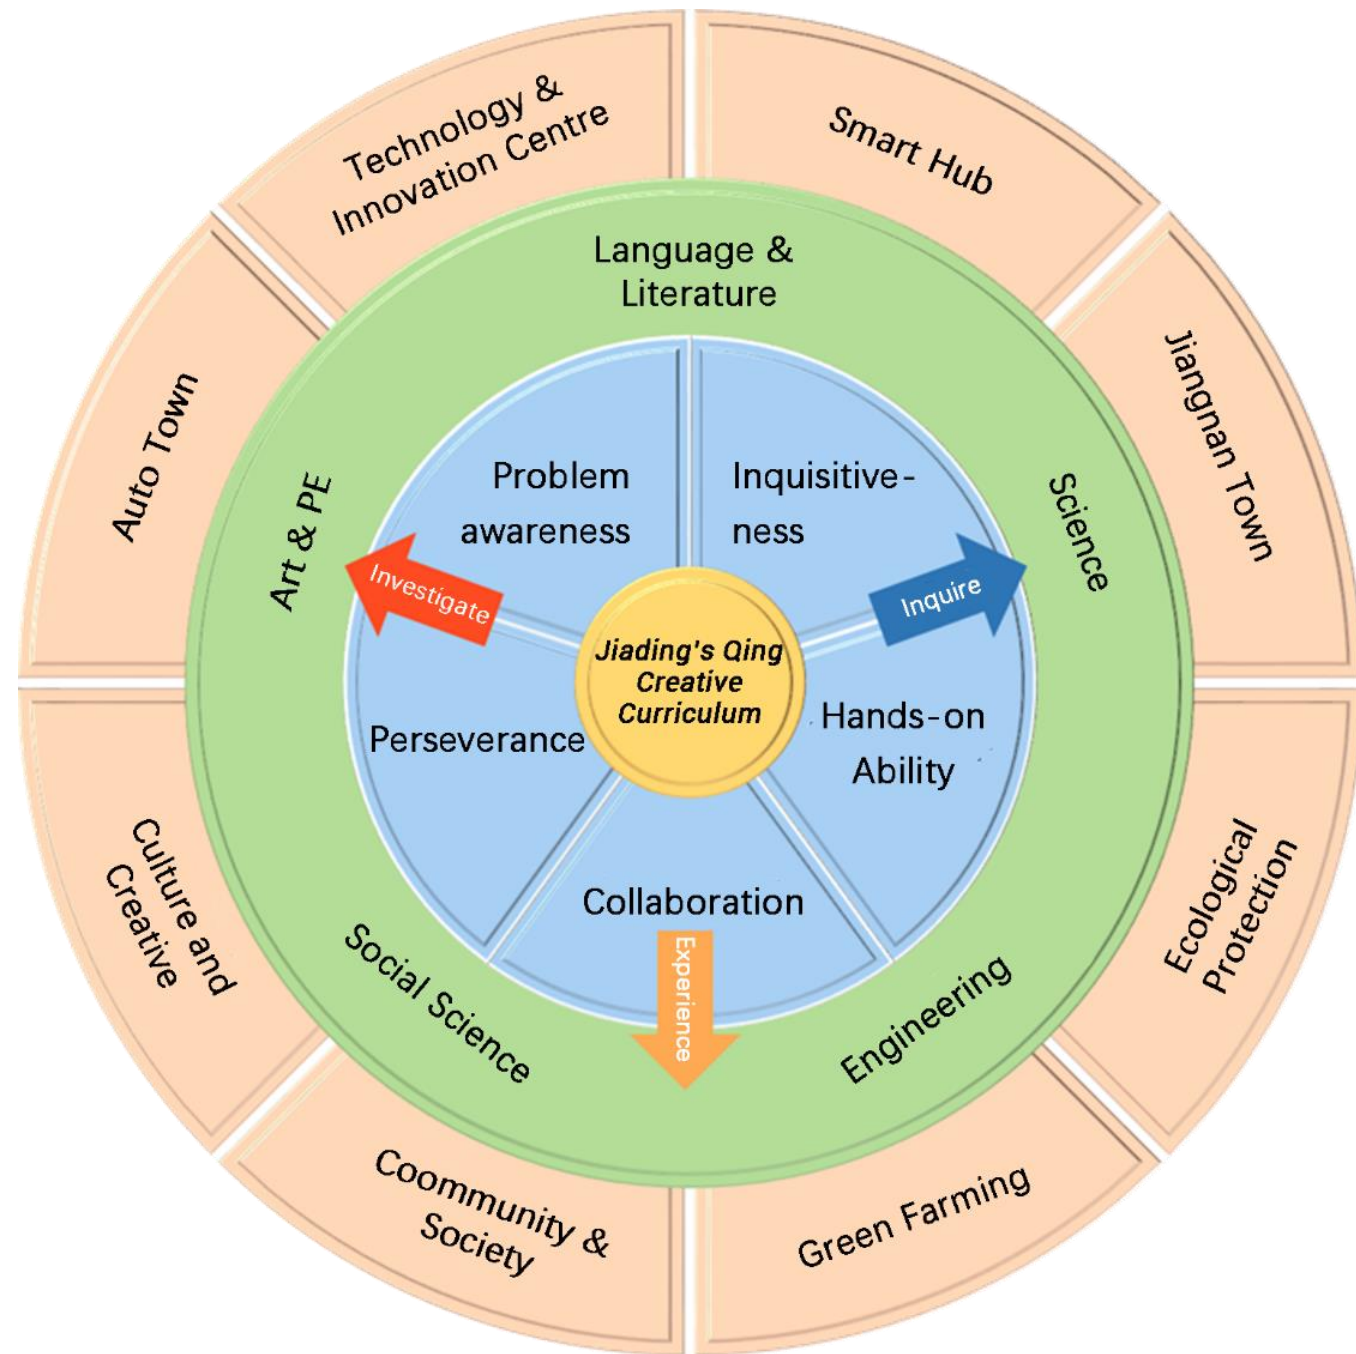 Technology &
Innovation Centre
Smart Hub
Jiangnan Town
Ecological
Protection
Green Farming
Coommunity &
Society
Culture and
Creative
Auto Town
Language &
Literature
Science
Engineering
Social Science
Art & PE
Problem
awareness
Inquisitive-
ness
Hands-on
Ability
Collaboration
Perseverance
Investigate
Inquire
Experience
Jiading's Qing
Creative
Curriculum